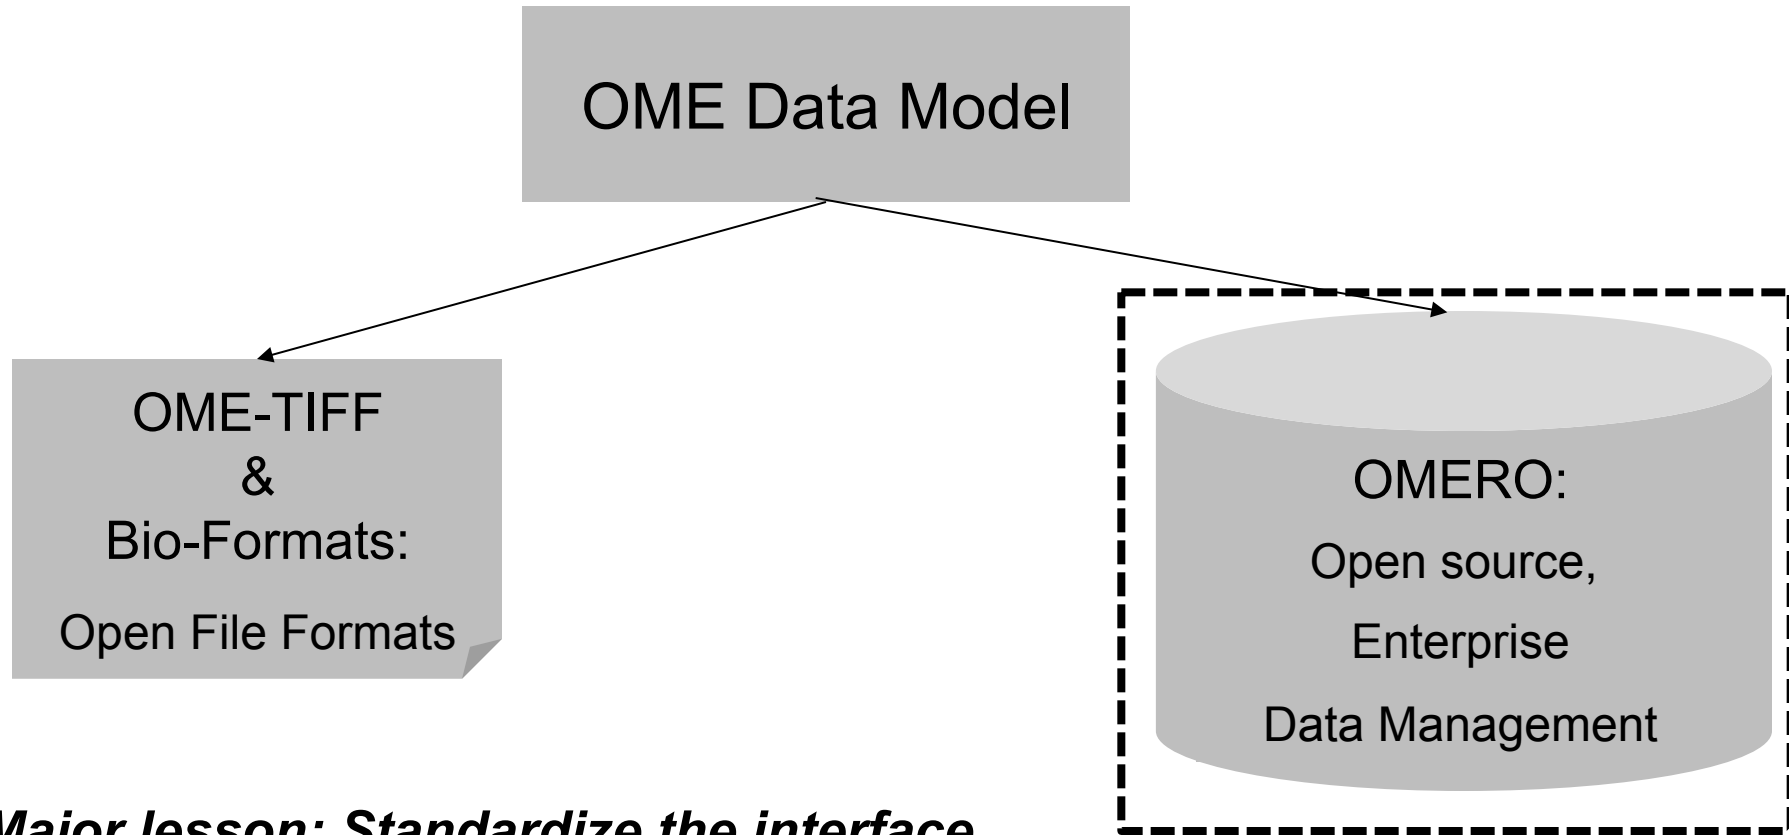 OME Data Model
OME-TIFF
&
Bio-Formats:
Open File Formats
OMERO:
Open source,
Enterprise
Data Management
Major lesson: Standardize the interface